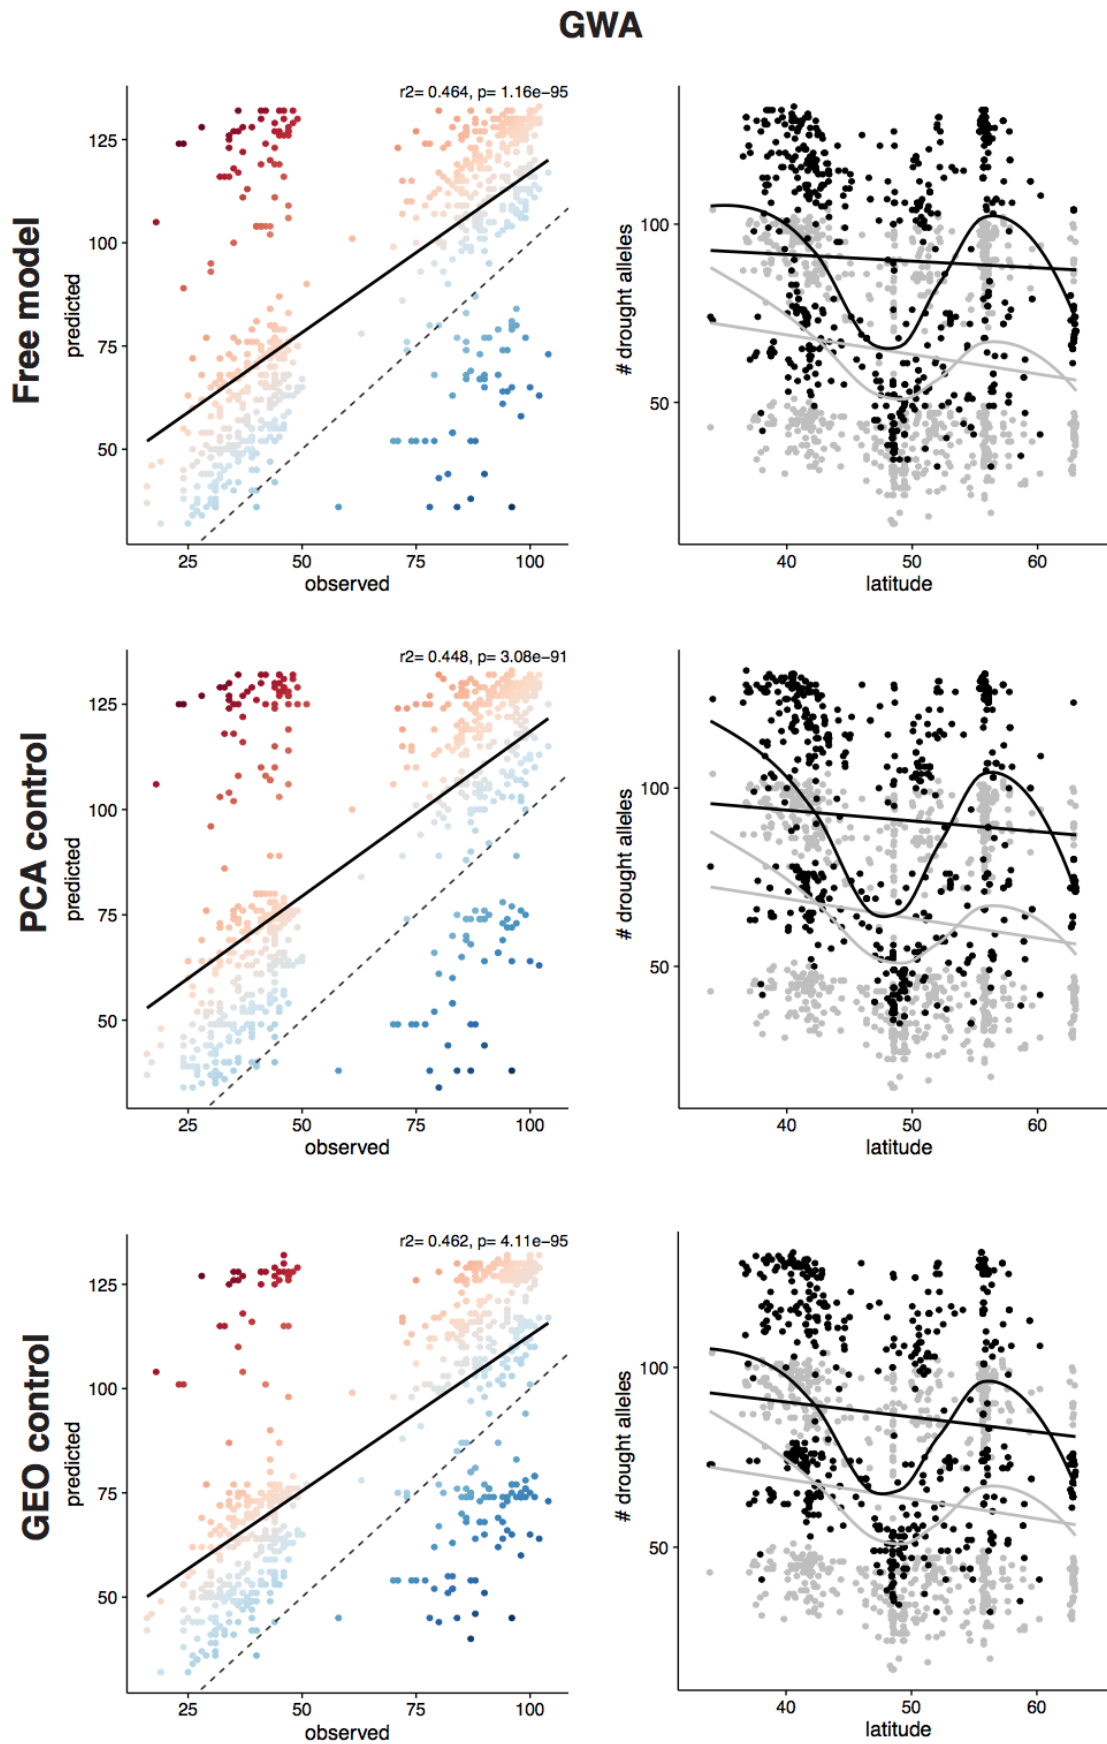 GWA
Free model
r2= 0.464, p= 1.16e−95
predicted
125
100
75
50
25 50 75 100
observed
# drought alleles
100
50
40 50 60
latitude
PCA control
r2= 0.448, p= 3.08e−91
predicted
125
100
75
50
25 50 75 100
observed
# drought alleles
100
50
40 50 60
latitude
GEO control
r2= 0.462, p= 4.11e−95
predicted
125
100
75
50
25 50 75 100
observed
# drought alleles
100
50
40 50 60
latitude